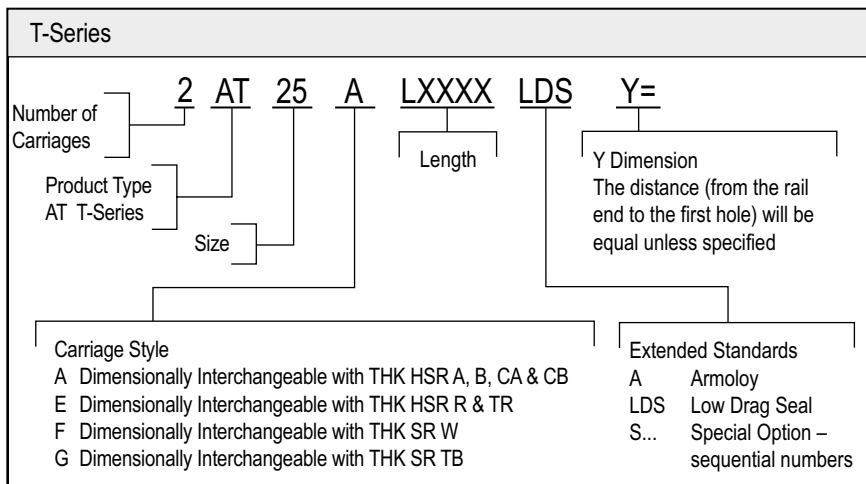 T-Series
2 AT 25 A LXXXX LDS Y=
Number of
Carriages
Product Type
AT T-Series
Size
Length
Y Dimension
The distance (from the rail
end to the first hole) will be
equal unless specified
Carriage Style
A Dimensionally Interchangeable with THK HSR A, B, CA & CB
E Dimensionally Interchangeable with THK HSR R & TR
F Dimensionally Interchangeable with THK SR W
G Dimensionally Interchangeable with THK SR TB
Extended Standards
A Armoloy
LDS Low Drag Seal
S... Special Option –
sequential numbers